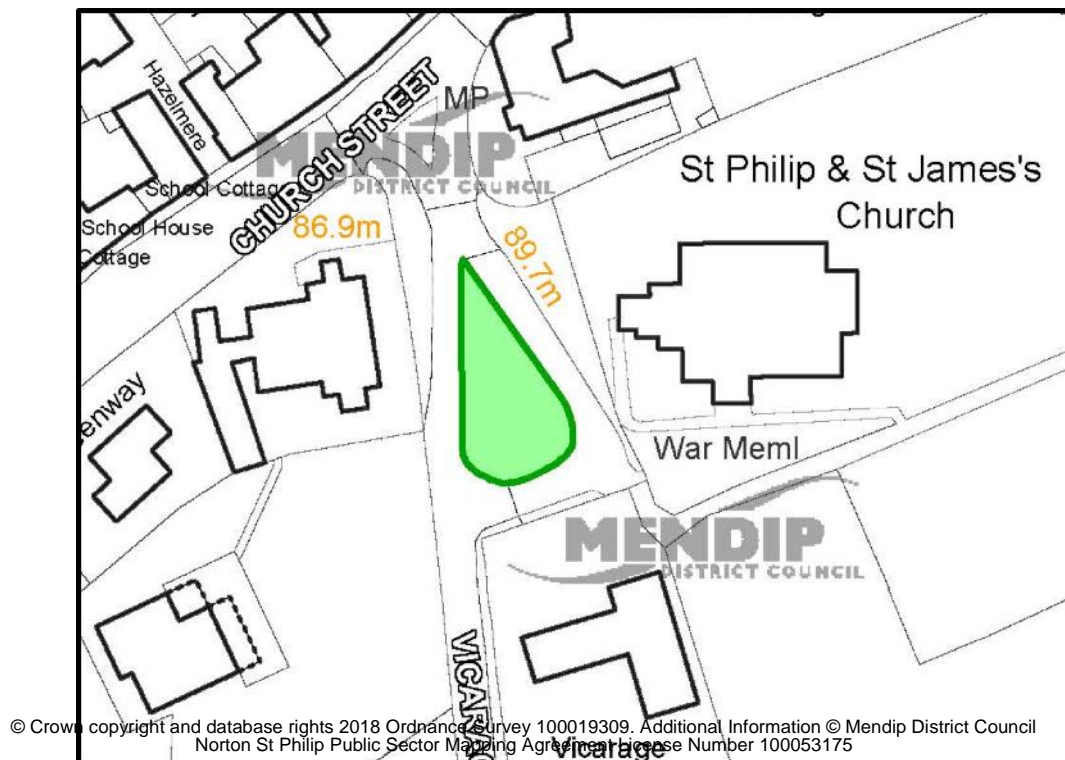 MP
MENDIP
DISTRICT COUNCIL
Hazelmere
CHURCH STREET
School Cottage
St Philip & St James's
Church
School House
Cottage
86.9m
89.7m
enway
War Meml
MENDIP
DISTRICT COUNCIL
VICARAG
Vicarage
© Crown copyright and database rights 2018 Ordnance Survey 100019309. Additional Information © Mendip District Council
Norton St Philip Public Sector Mapping Agreement License Number 100053175